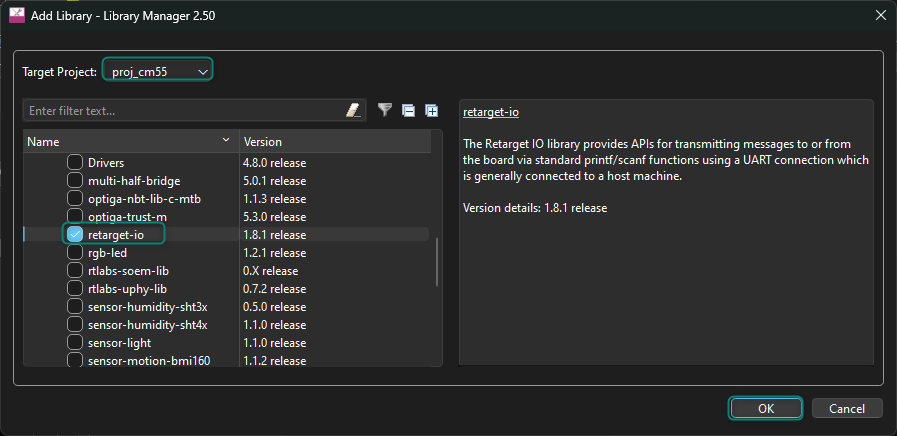 Add Library - Library Manager 2.50
Target Project: proj_cm55
Enter filter text...
Name Version
Drivers 4.8.0 release
multi-half-bridge 5.0.1 release
optiga-nbt-lib-c-mtb 1.1.3 release
optiga-trust-m 5.3.0 release
retarget-io 1.8.1 release
rgb-led 1.2.1 release
rtlabs-soem-lib 0.X release
rtlabs-uphy-lib 0.7.2 release
sensor-humidity-sht3x 0.5.0 release
sensor-humidity-sht4x 1.1.0 release
sensor-light 1.1.0 release
sensor-motion-bmi160 1.1.2 release
retarget-io
The Retarget IO library provides APIs for transmitting messages to or from
the board via standard printf/scanf functions using a UART connection which
is generally connected to a host machine.
Version details: 1.8.1 release
OK Cancel